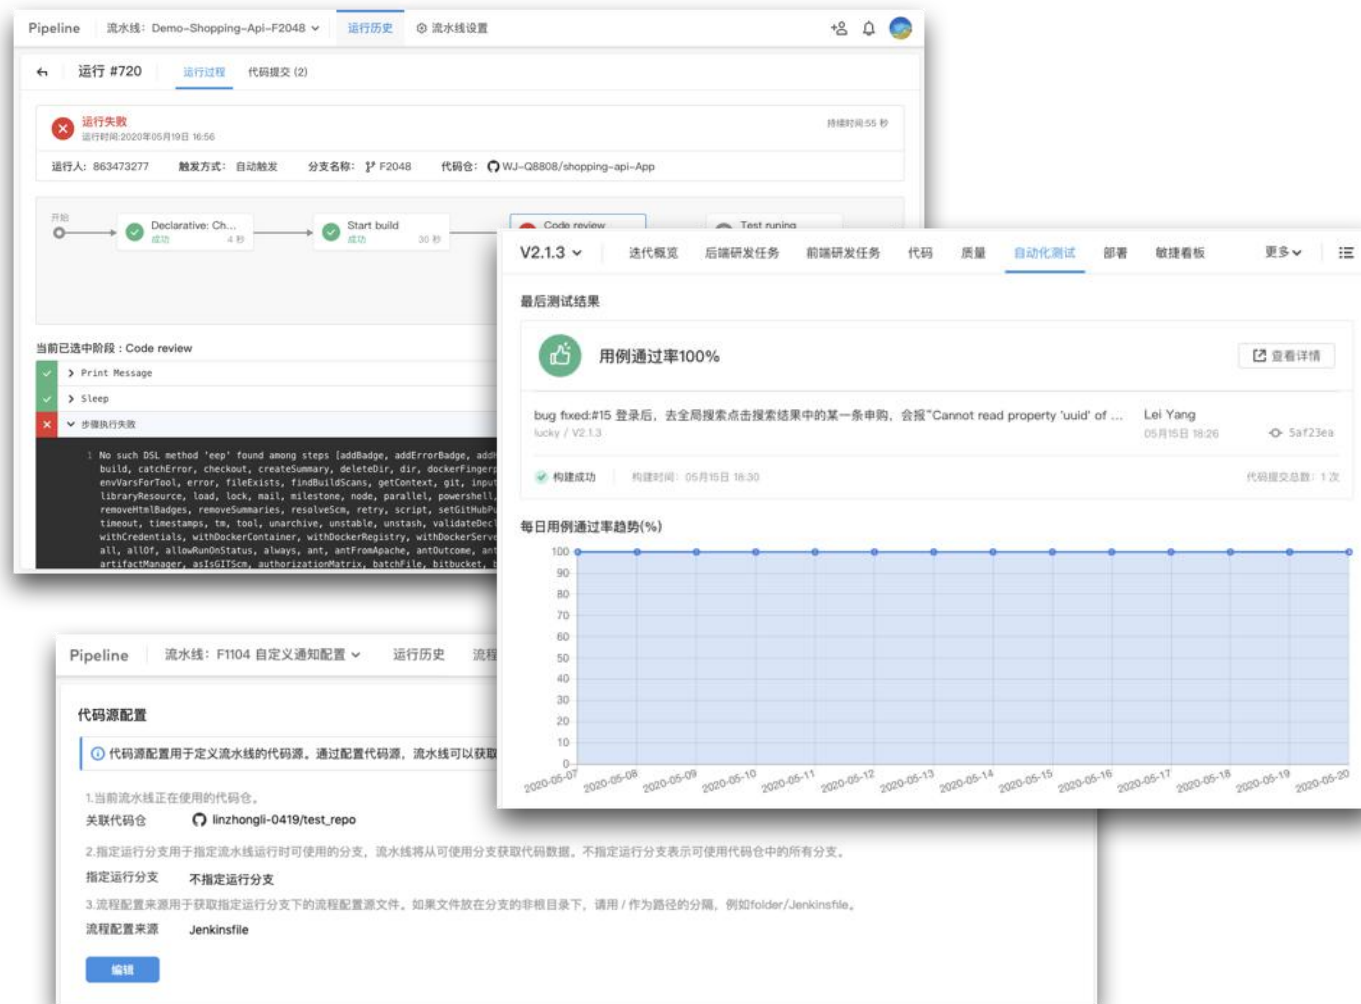 Pipeline 流水线：Demo-Shopping-Api-F2048 运行历史 流水线设置
运行 #720 运行过程 代码提交 (2)
运行失败
运行时间:2020年05月19日 16:56 持续时间:55 秒
运行人: 863473277 触发方式: 自动触发 分支名称: F2048 代码仓: WJ-Q8808/shopping-api-App
开始
Declarative: Ch...
成功 4 秒
Start build
成功 30 秒
Code review
Test runing
当前已选中阶段 : Code review
Print Message
Sleep
步骤执行失败
1 No such DSL method 'eep' found among steps [addBadge, addErrorBadge,
build, catchError, checkout, createSummary, deleteDir, dir,
envVarsForTool, error, fileExists, findBuildScans, getContext, git,
libraryResource, load, lock, mail, milestone, node, parallel, powershell,
removeHtmlBadges, removeSummaries, resolveScm, retry, script,
timeout, timestamps, tm, tool, unarchive, unstable, unstash,
withCredentials, withDockerContainer, withDockerRegistry,
all, allOf, allowRunOnStatus, always, ant, antFromApache, antOutcome,
artifactManager, asIsGITScm, authorizationMatrix, batchFile, bitbucket,
V2.1.3 迭代概览 后端研发任务 前端研发任务 代码 质量 自动化测试 部署 敏捷看板 更多
最后测试结果
用例通过率100% 查看详情
bug fixed:#15 登录后，去全局搜索点击搜索结果中的某一条申购，会报"Cannot read property 'uuid' of ... Lei Yang
lucky / V2.1.3 05月15日 18:26 5af23ea
构建成功 构建时间: 05月15日 18:30 代码提交总数: 1 次
每日用例通过率趋势(%)
100
90
80
70
60
50
40
30
20
10
0
2020-05-07 2020-05-08 2020-05-09 2020-05-10 2020-05-11 2020-05-12 2020-05-13 2020-05-14 2020-05-15 2020-05-16 2020-05-17 2020-05-18 2020-05-19 2020-05-20
Pipeline 流水线：F1104 自定义通知配置 运行历史 流程
代码源配置
代码源配置用于定义流水线的代码源。通过配置代码源，流水线可以获取
1.当前流水线正在使用的代码仓。
关联代码仓 linzhongli-0419/test_repo
2.指定运行分支用于指定流水线运行时可使用的分支，流水线将从可使用分支获取代码数据。不指定运行分支表示可使用代码仓中的所有分支。
指定运行分支 不指定运行分支
3.流程配置来源用于获取指定运行分支下的流程配置源文件。如果文件放在分支的非根目录下，请用 / 作为路径的分隔，例如folder/Jenkinsfile。
流程配置来源 Jenkinsfile
编辑